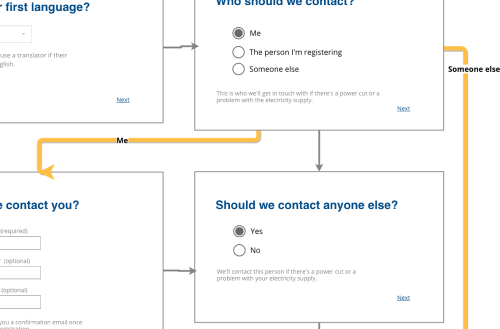 r first language?
use a translator if their
glish.
Next
Who should we contact?
Me
The person I'm registering
Someone else
This is who we'll get in touch with if there's a power cut or a
problem with the electricity supply.
Next
Someone else
Me
e contact you?
(required)
(optional)
(optional)
you a confirmation email once
registration
Should we contact anyone else?
Yes
No
We'll contact this person if there's a power cut or a
problem with your electricity supply.
Next